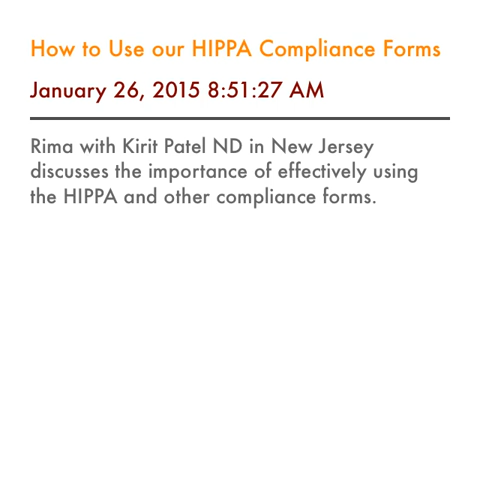 How to Use our HIPPA Compliance Forms
January 26, 2015 8:51:27 AM
Rima with Kirit Patel ND in New Jersey
discusses the importance of effectively using
the HIPPA and other compliance forms.